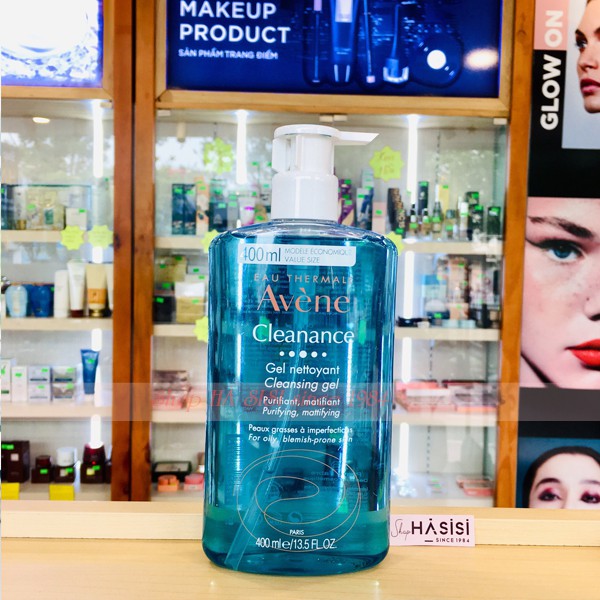 MAKEUP
PRODUCT
SẢN PHẨM TRANG ĐIỂM
GLOW ON
400ml MODÈLE ÉCONOMIQUE
VALUE SIZE
EAU THERMALE
Avène
Cleanance
Gel nettoyant
Cleansing gel
Purifiant, matifiant
Purifying, mattifying
Peaux grasses à imperfections
For oily, blemish-prone skin
PARIS
400 ml e/13.5 FL.OZ.
Shop HÀSISI
SINCE 1984